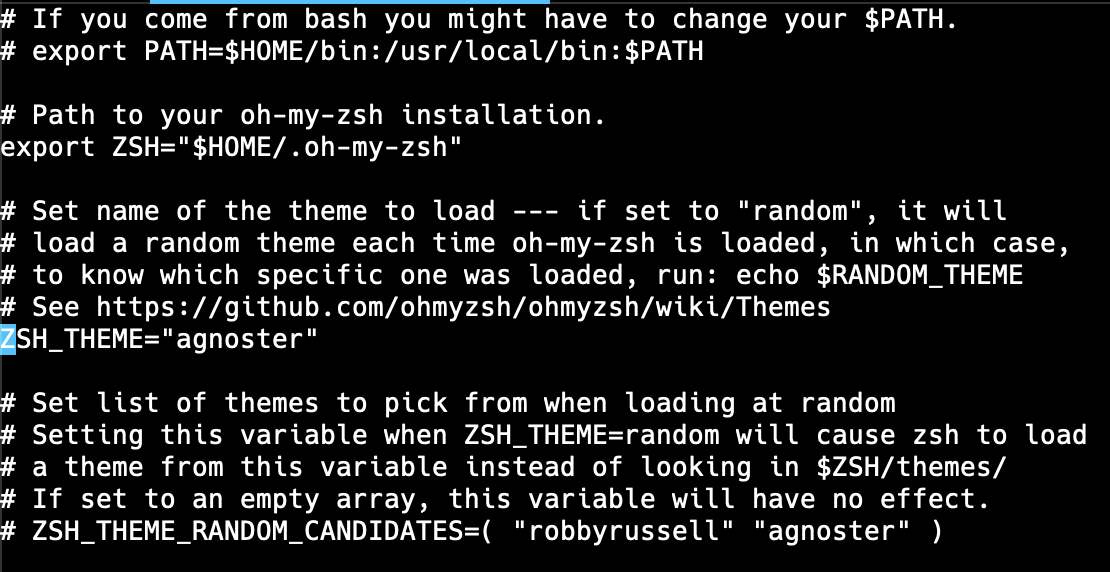 # If you come from bash you might have to change your $PATH.
# export PATH=$HOME/bin:/usr/local/bin:$PATH
# Path to your oh-my-zsh installation.
export ZSH="$HOME/.oh-my-zsh"
# Set name of the theme to load --- if set to "random", it will
# load a random theme each time oh-my-zsh is loaded, in which case,
# to know which specific one was loaded, run: echo $RANDOM_THEME
# See https://github.com/ohmyzsh/ohmyzsh/wiki/Themes
ZSH_THEME="agnoster"
# Set list of themes to pick from when loading at random
# Setting this variable when ZSH_THEME=random will cause zsh to load
# a theme from this variable instead of looking in $ZSH/themes/
# If set to an empty array, this variable will have no effect.
# ZSH_THEME_RANDOM_CANDIDATES=( "robbyrussell" "agnoster" )